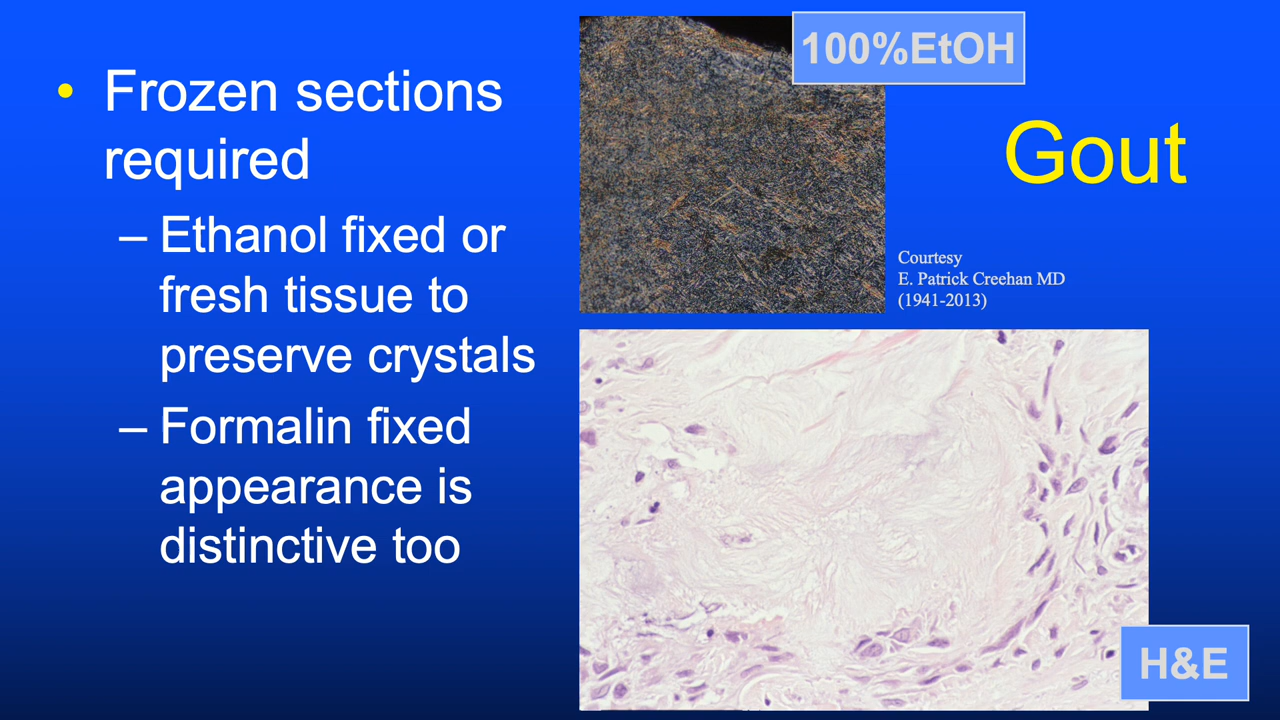 • Frozen sections
required
– Ethanol fixed or
fresh tissue to
preserve crystals
– Formalin fixed
appearance is
distinctive too
100%EtOH
Gout
Courtesy
E. Patrick Creehan MD
(1941-2013)
H&E